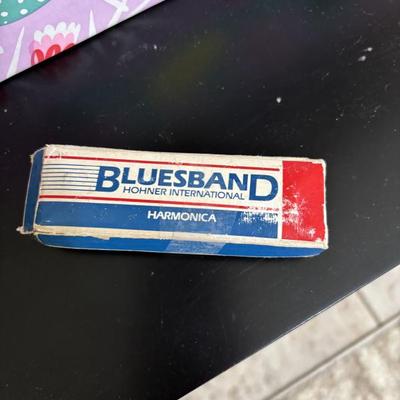 BLUESBAND
HOHNER INTERNATIONAL
HARMONICA